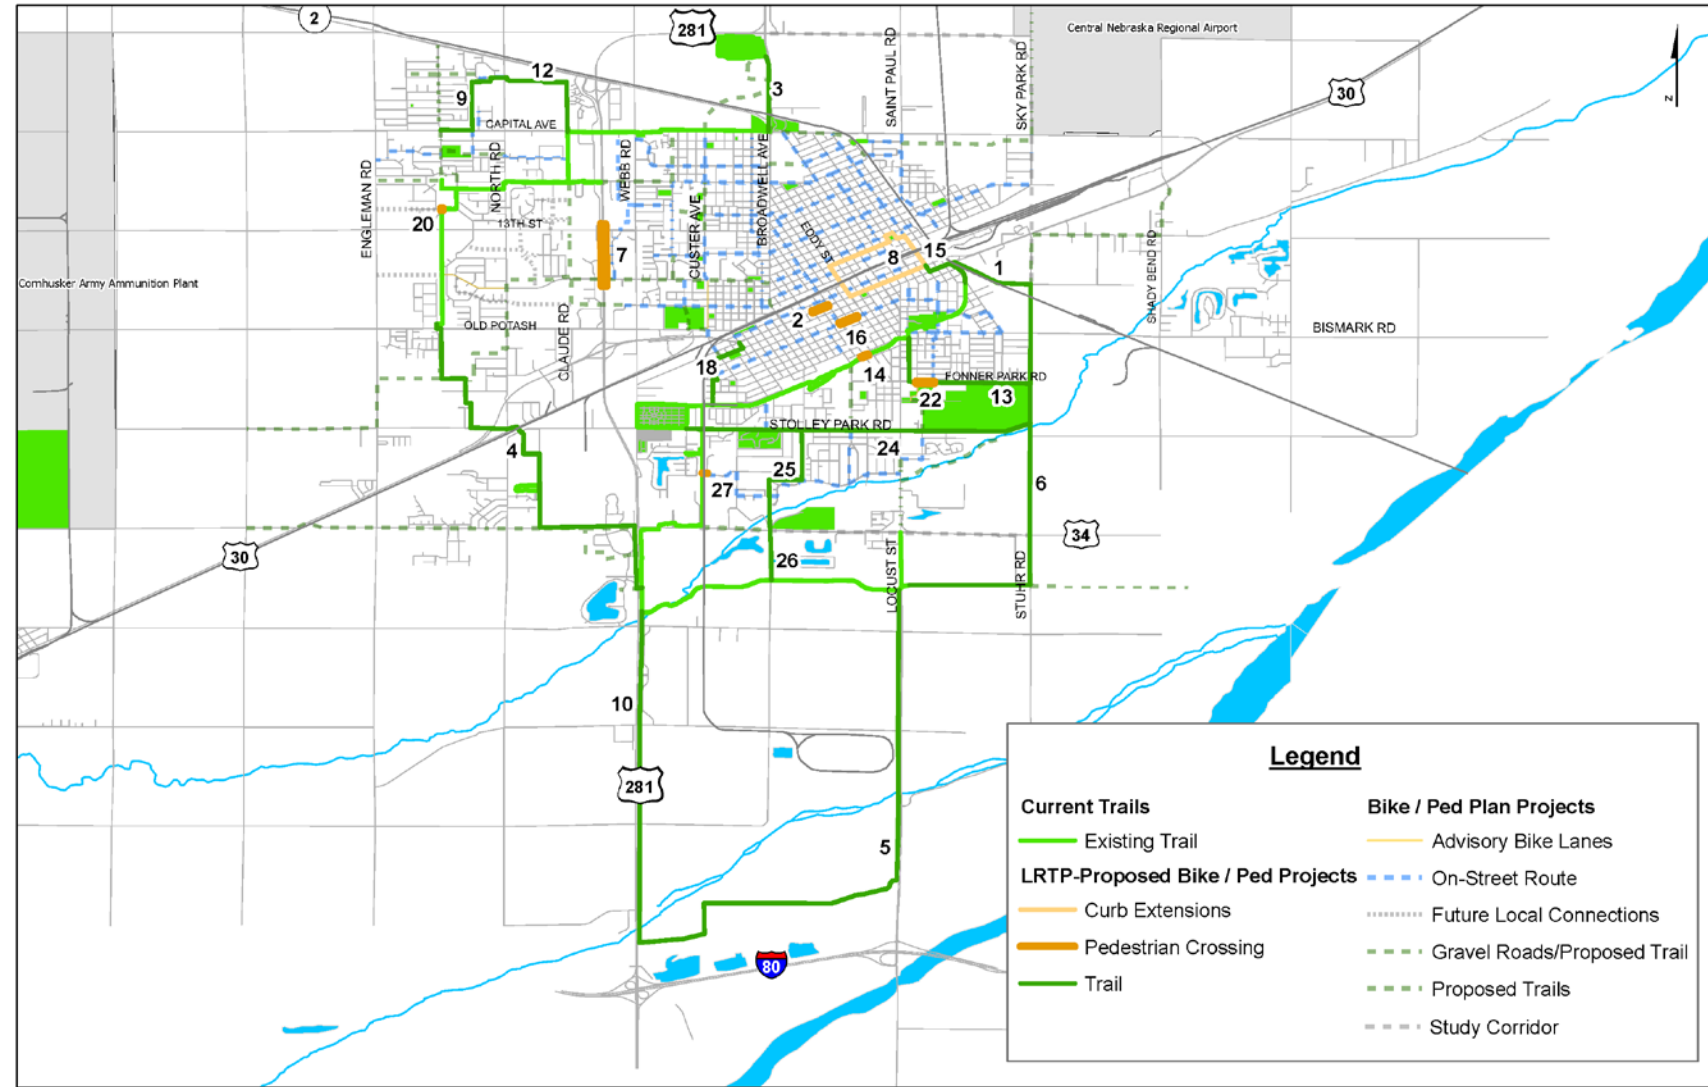 2
281
Central Nebraska Regional Airport
SAINT PAUL RD
SKY PARK RD
N
12
3
9
30
CAPITAL AVE
ENGLEMAN RD
NORTH RD
WEBB RD
CUSTER AVE
BROADWELL AVE
20
13TH ST
7
EDDY ST
8
15
1
SHADY BEND RD
Cornhusker Army Ammunition Plant
OLD POTASH
CLAUDE RD
2
16
BISMARK RD
18
14
FONNER PARK RD
22
13
STOLLEY PARK RD
4
24
25
27
6
30
26
LOCUST ST
STUHR RD
34
10
281
5
80
Legend
Current Trails
Existing Trail
LRTP-Proposed Bike / Ped Projects
Curb Extensions
Pedestrian Crossing
Trail
Bike / Ped Plan Projects
Advisory Bike Lanes
On-Street Route
Future Local Connections
Gravel Roads/Proposed Trail
Proposed Trails
Study Corridor